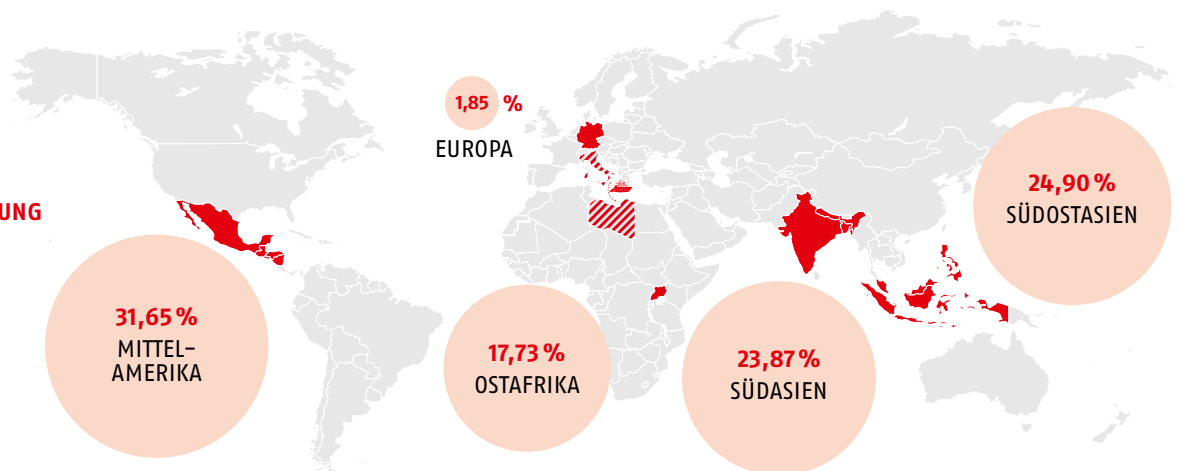 1,85 %
EUROPA
24,90 %
SÜDOSTASIEN
UNG
31,65 %
MITTEL-
AMERIKA
17,73 %
OSTAFRIKA
23,87 %
SÜDASIEN